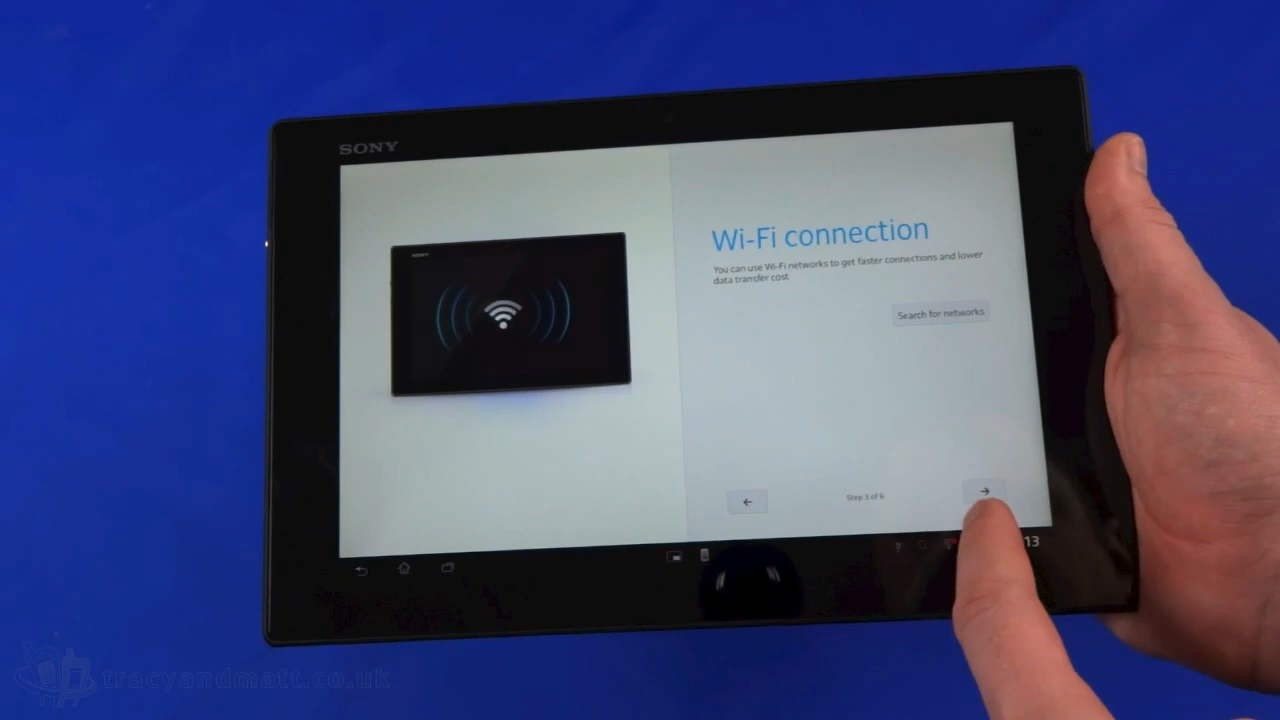 SONY
SONY
Wi-Fi connection
You can use Wi-Fi networks to get faster connections and lower
data transfer cost
Search for networks
Step 3 of 6
13
tracyandmatt.co.uk